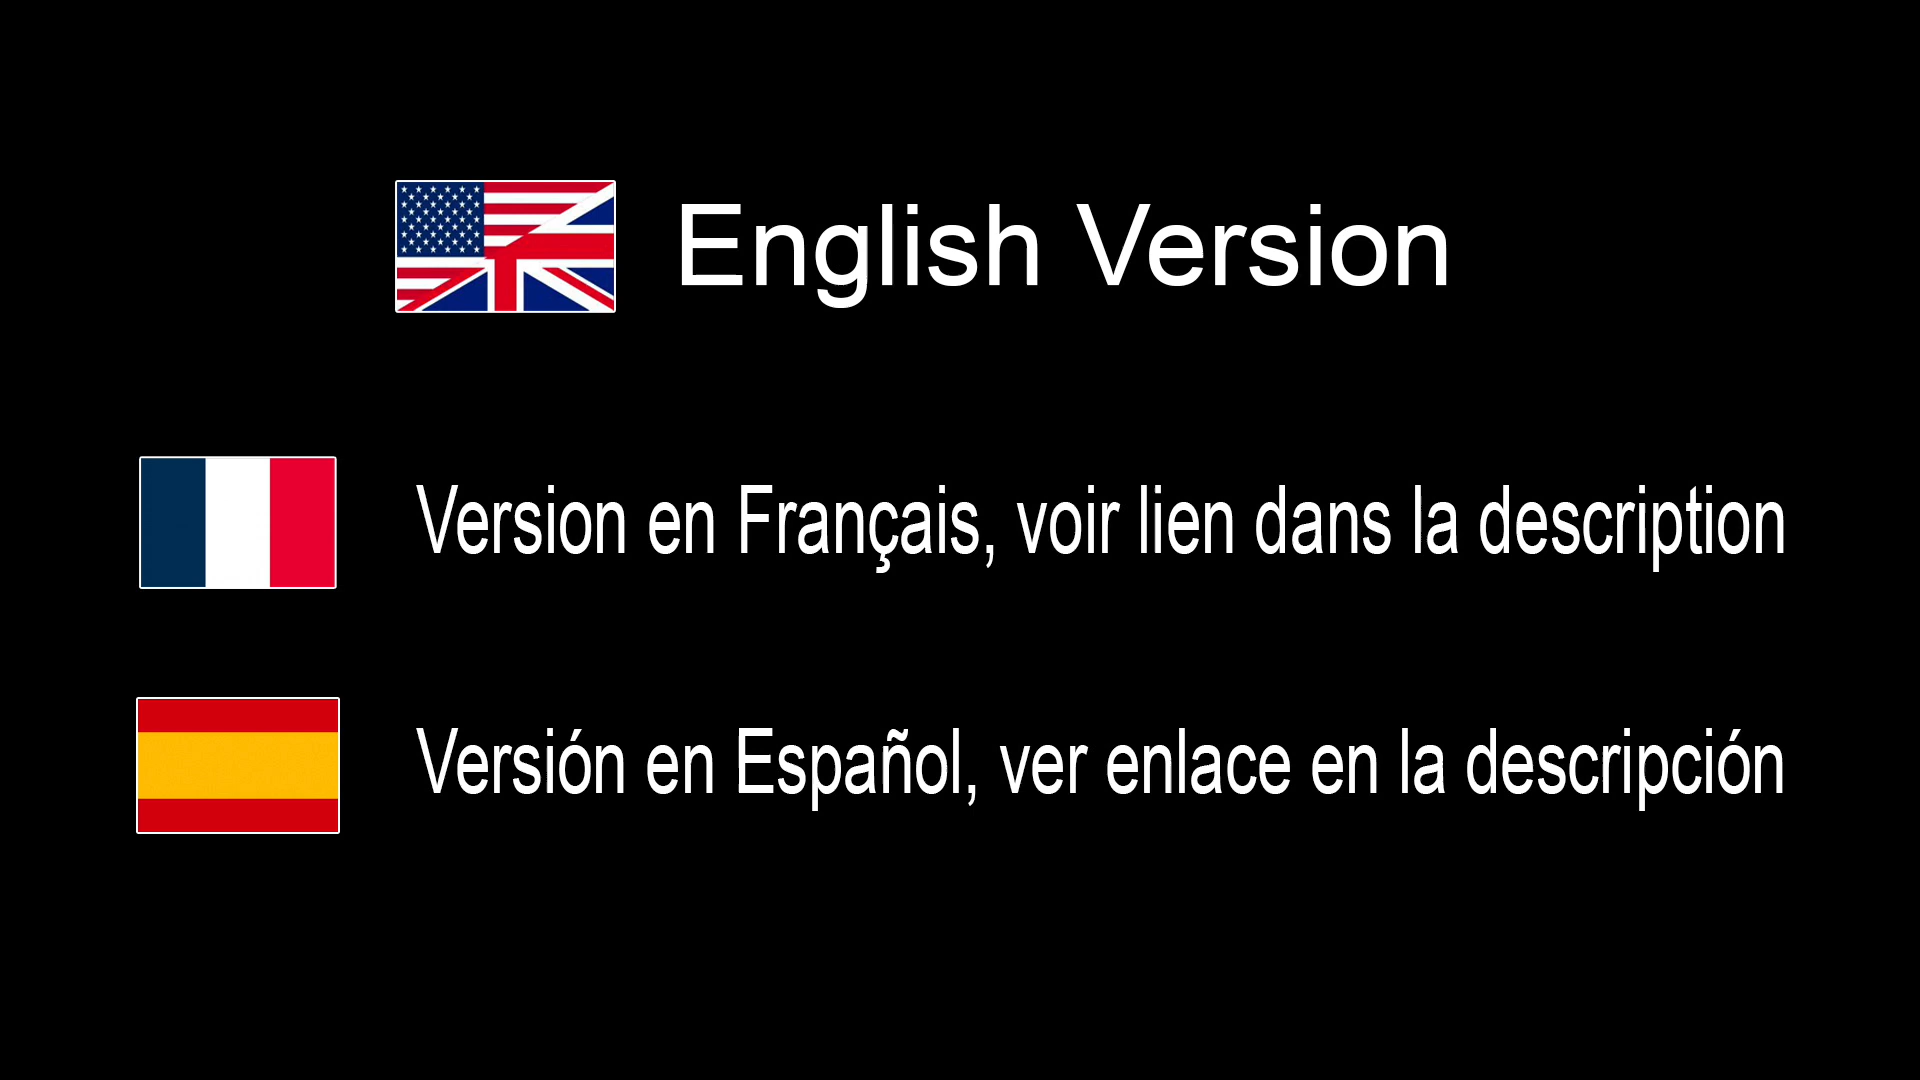 English Version
Version en Français, voir lien dans la description
Versión en Español, ver enlace en la descripción